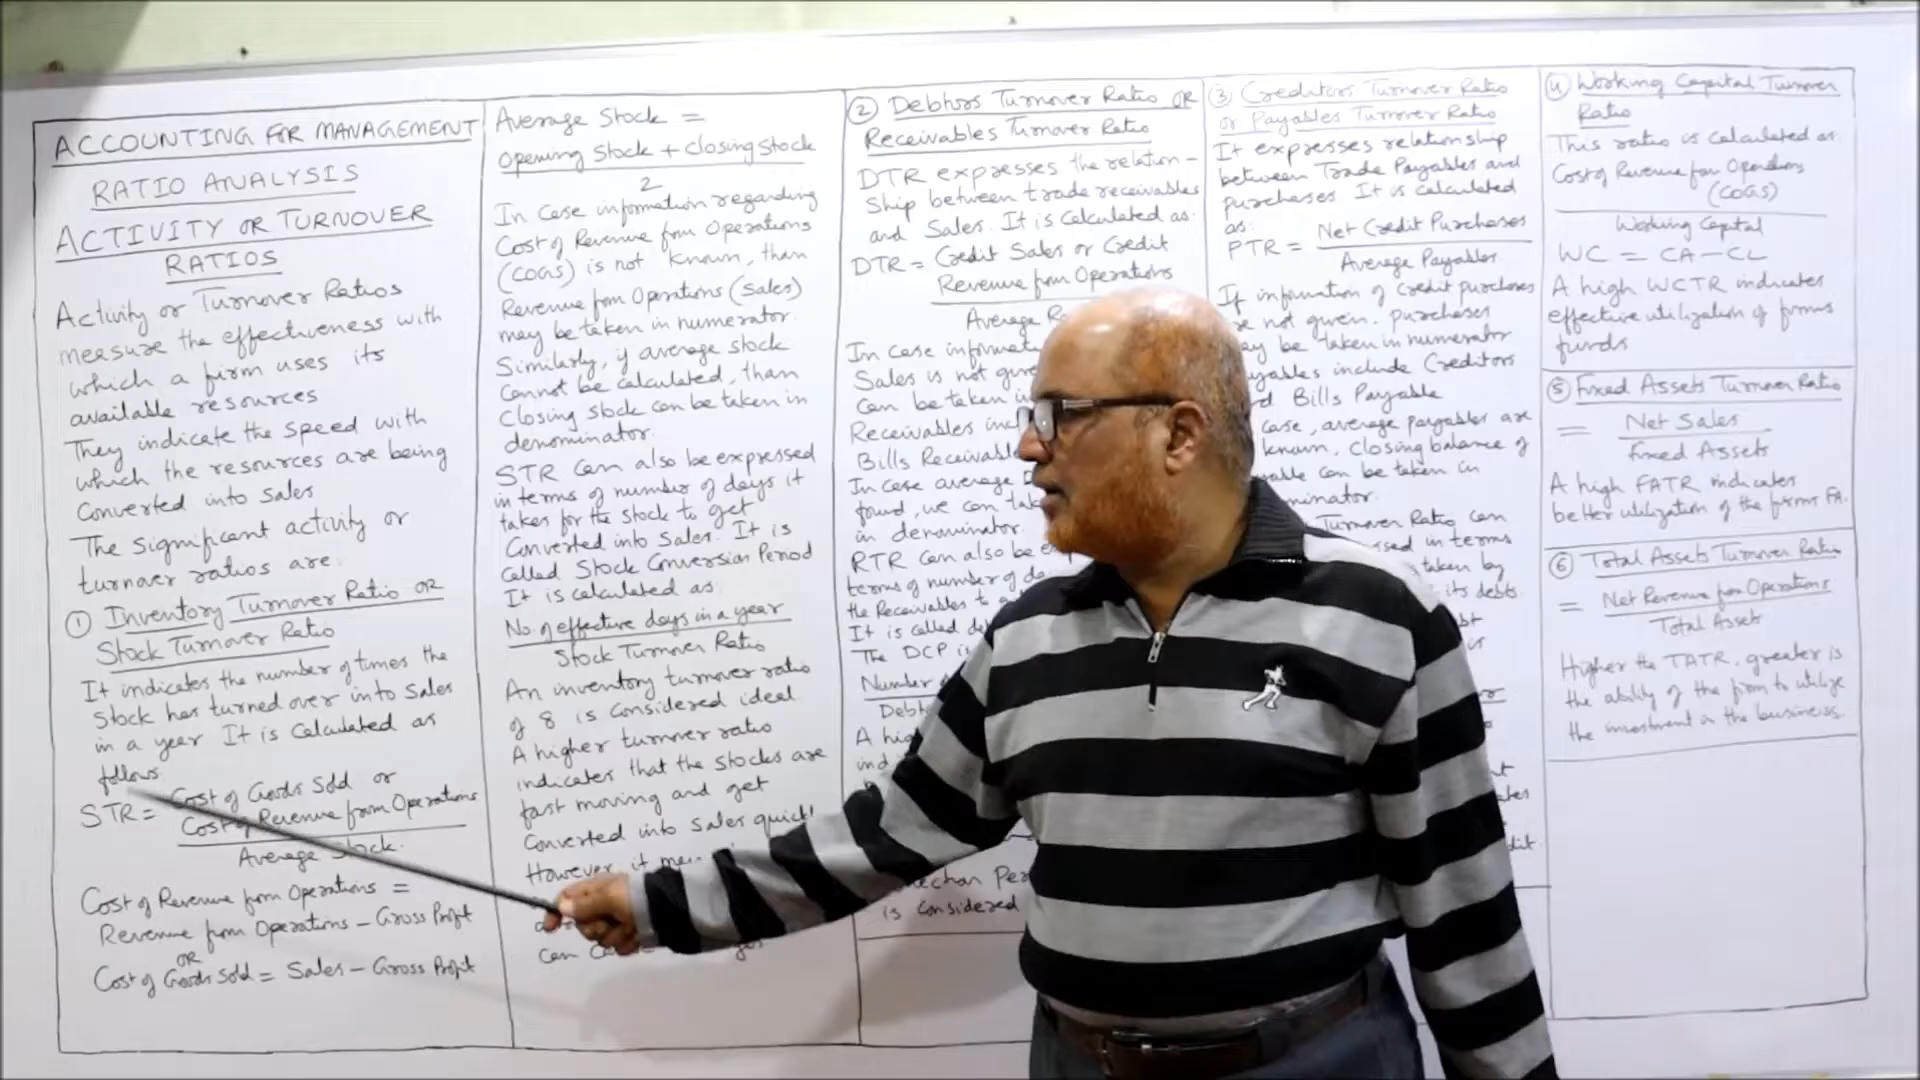 ACCOUNTING FOR MANAGEMENT
RATIO ANALYSIS
ACTIVITY OR TURNOVER
RATIOS
Activity or Turnover Ratios
measure the effectiveness with
which a firm uses its
available resources
They indicate the speed with
which the resources are being
Converted into Sales
The significant activity or
turnover ratios are:
① Inventory Turnover Ratio OR
Stock Turnover Ratio
It indicates the number of times the
Stock has turned over into Sales
in a year It is Calculated as
follows
STR = Cost of Goods Sold or
Cost of Revenue from Operations
Average Stock.
Cost of Revenue from Operations =
Revenue from Operations - Gross Profit
OR
Cost of Goods Sold = Sales - Gross Profit
Average Stock =
Opening Stock + Closing Stock
2
In Case information regarding
Cost of Revenue from Operations
(COGS) is not known, than
Revenue from Operations (Sales)
may be taken in numerator.
Similarly, if average stock
Cannot be calculated, than
Closing stock can be taken in
denominator.
STR Can also be expressed
in terms of number of days it
takes for the stock to get
Converted into Sales. It is
Called Stock Conversion Period
It is calculated as:
No. of effective days in a year
Stock Turnover Ratio
An inventory turnover ratio
of 8 is considered ideal
A higher turnover ratio
indicates that the stocks are
fast moving and get
Converted into Sales
However it
can
② Debtors Turnover Ratio OR
Receivables Turnover Ratio
DTR expresses the relation-
Ship between trade receivables
and Sales. It is Calculated as:
DTR = Credit Sales or Credit
Revenue from Operations
Average
In Case
Sales is not
Can be taken
Receivables
Bills
In Case average
found, we can
in denominator.
RTR can also be
terms of number of
the Receivables to
It is called
The DCP is
Number
A
is Considered
③ Creditors Turnover Ratio
or Payables Turnover Ratio
It expresses relationship
between Trade Payables and
purchases It is calculated
as:
PTR = Net Credit Purchases
Average Payables.
If information of Credit purchases
not given. purchases
be taken in numerator
include Creditors
Bills Payable
case, average payables are
known, Closing balance of
can be taken in
Turnover Ratio can
in terms
taken by
its debts
④ Working Capital Turnover
Ratio
This ratio is calculated as:
Cost of Revenue from Operations
(COGS)
Working Capital
WC = CA - CL
A high WCTR indicates
effective utilization of firms
funds
⑤ Fixed Assets Turnover Ratio
= Net Sales
Fixed Assets
A high FATR indicates
better utilization of the firms FA.
⑥ Total Assets Turnover Ratio
= Net Revenue from Operations
Total Assets
Higher the TATR, greater is
the ability of the firm to utilize
the investment in the business.